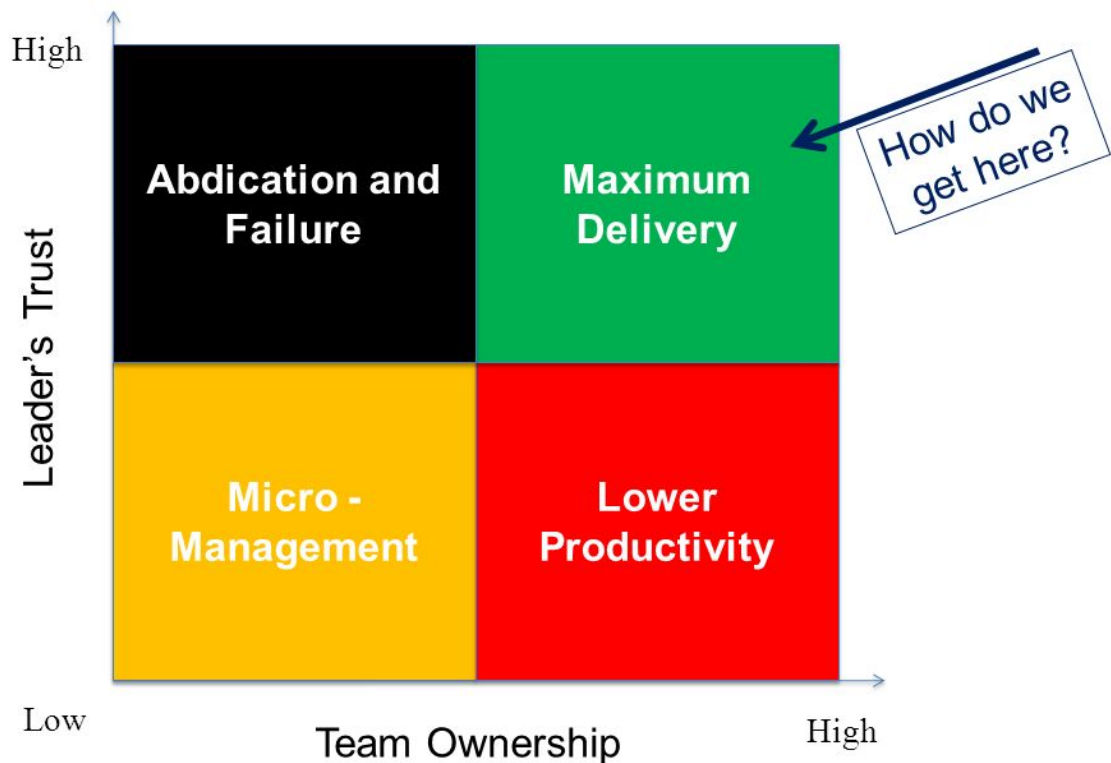 High
Abdication and
Failure
Maximum
Delivery
How do we
get here?
Leader’s Trust
Micro -
Management
Lower
Productivity
Low
Team Ownership
High